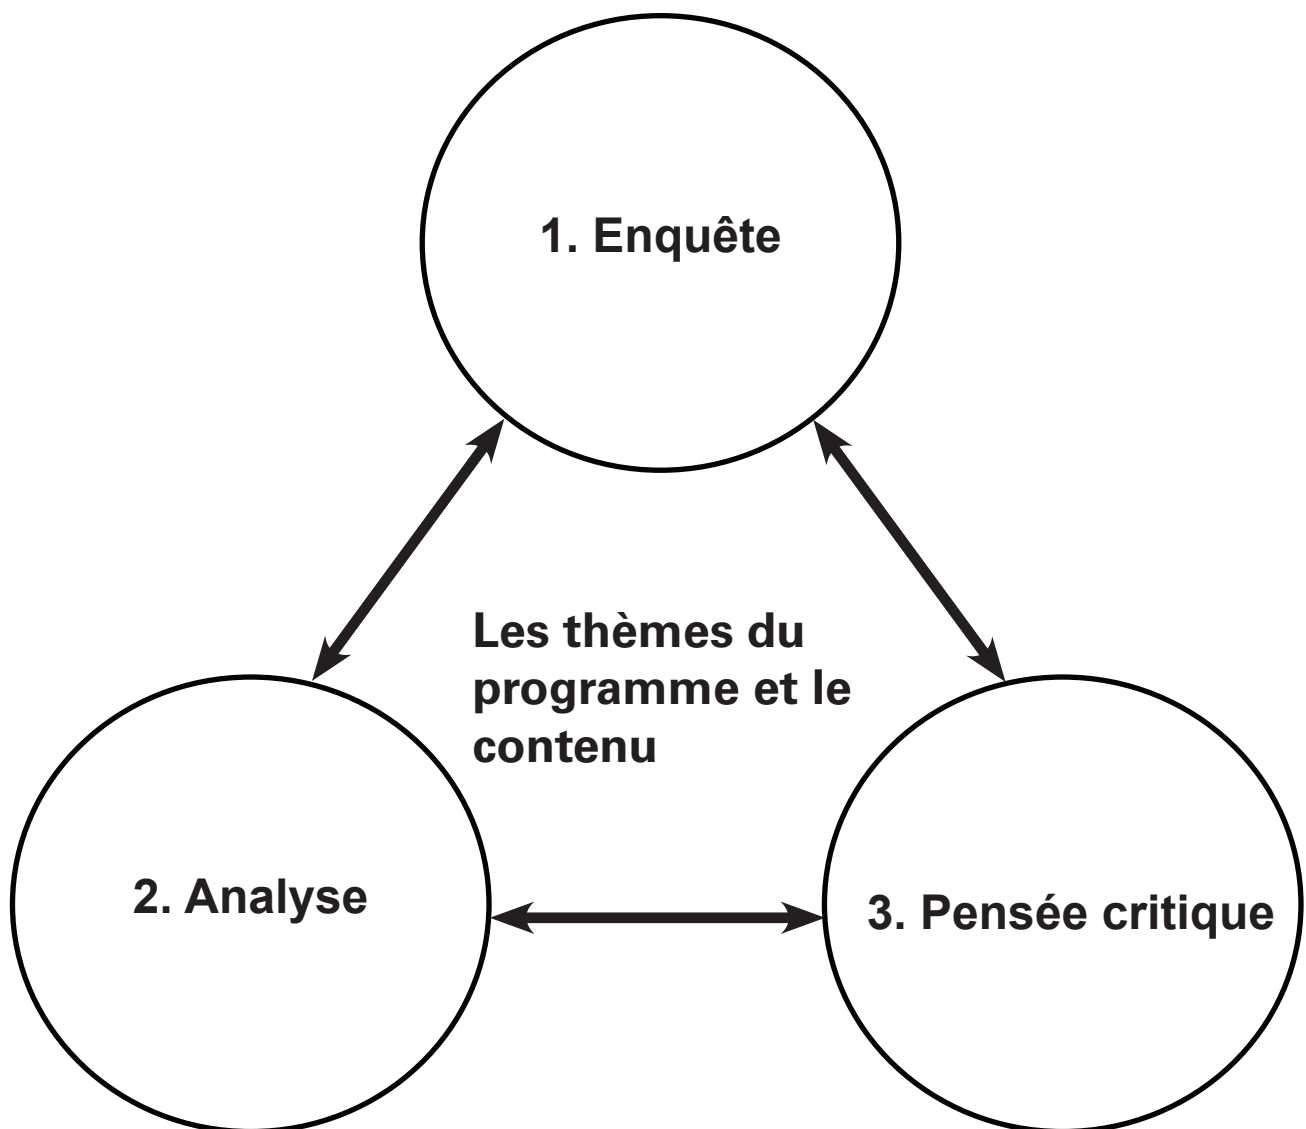 1. Enquête
Les thèmes du
programme et le
contenu
2. Analyse
3. Pensée critique